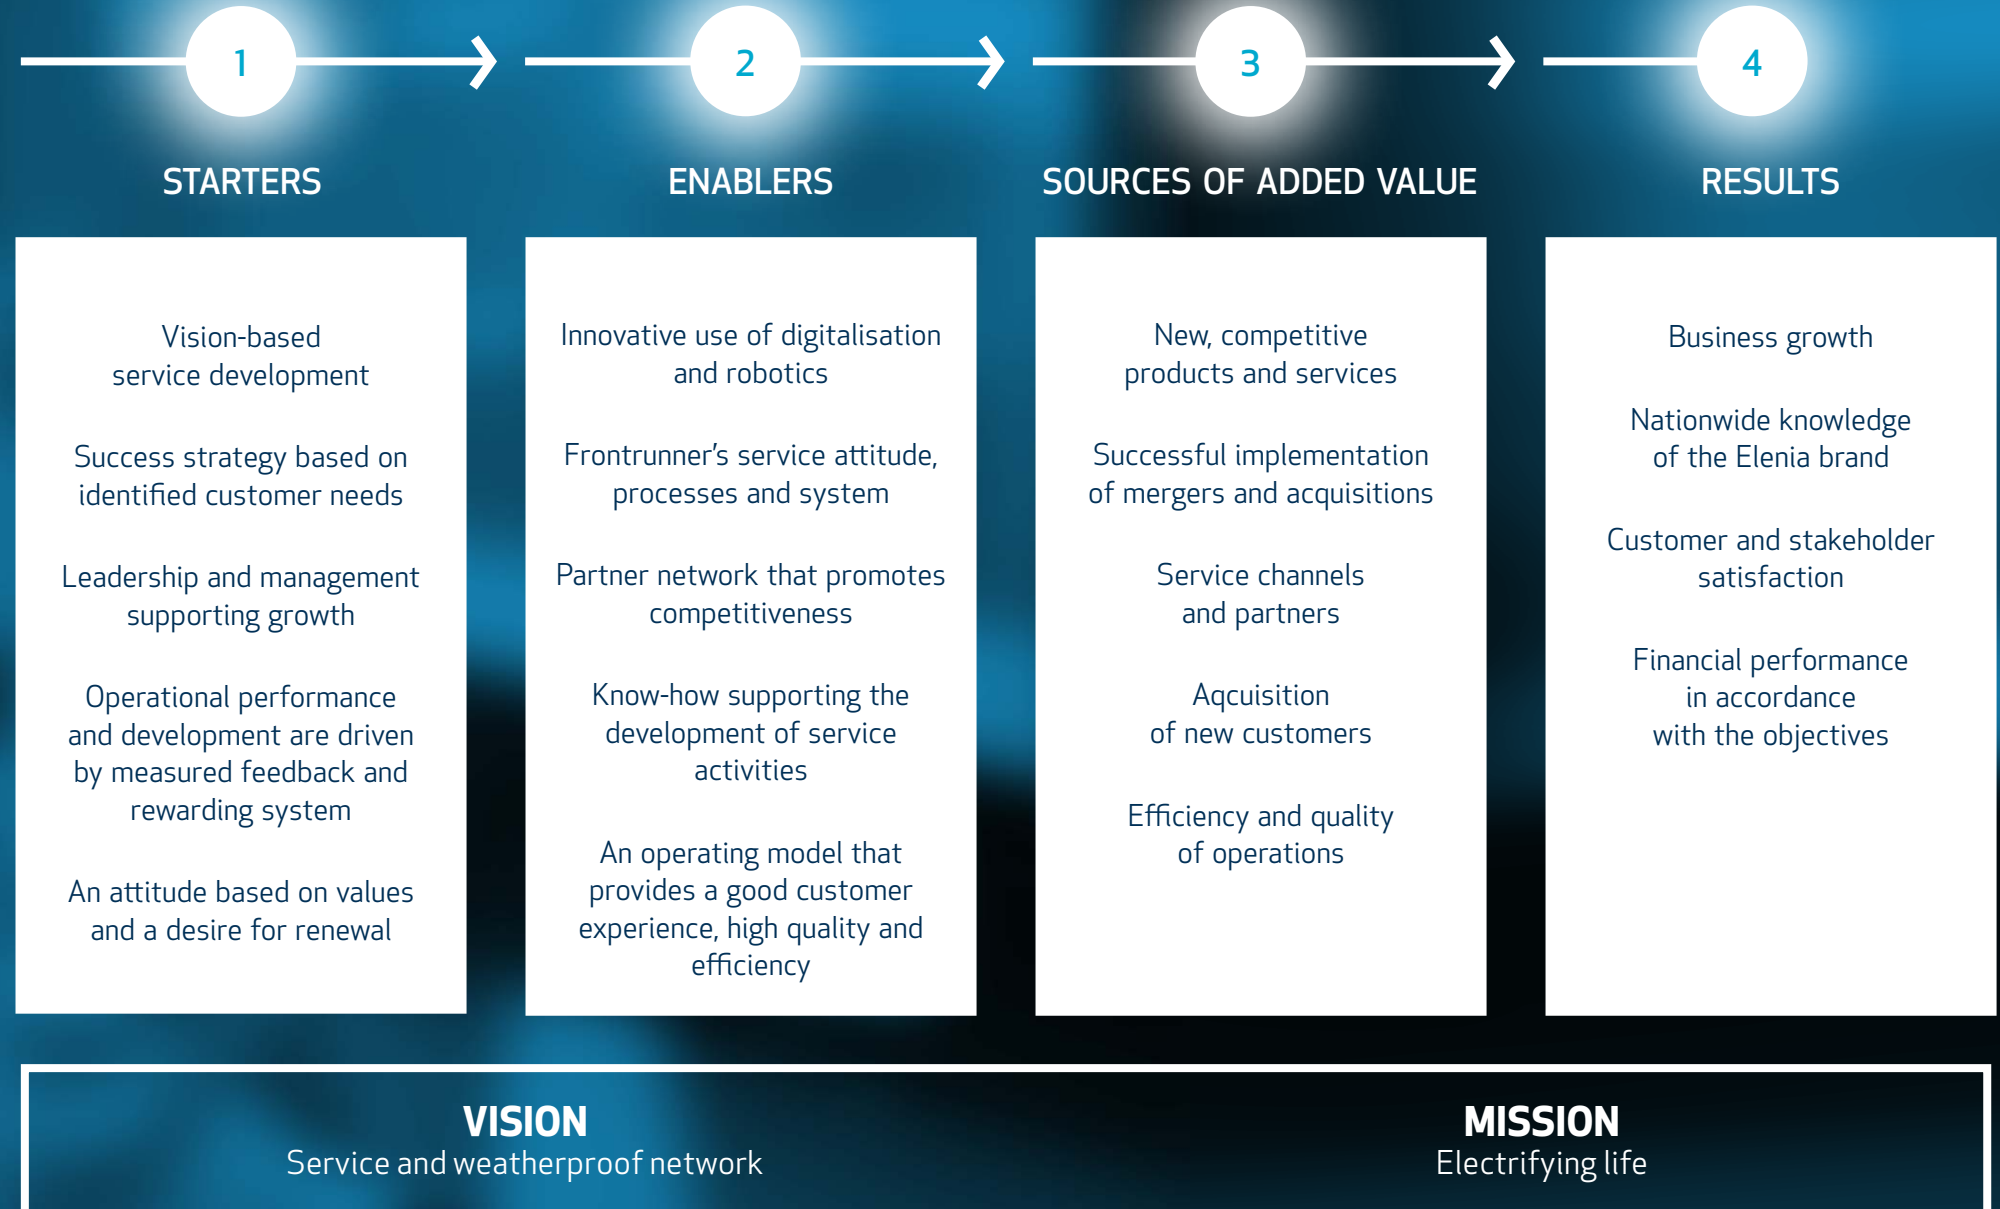 1
2
3
4
STARTERS
ENABLERS
SOURCES OF ADDED VALUE
RESULTS
Vision-based
service development
Success strategy based on
identified customer needs
Leadership and management
supporting growth
Operational performance
and development are driven
by measured feedback and
rewarding system
An attitude based on values
and a desire for renewal
Innovative use of digitalisation
and robotics
Frontrunner's service attitude,
processes and system
Partner network that promotes
competitiveness
Know-how supporting the
development of service
activities
An operating model that
provides a good customer
experience, high quality and
efficiency
New, competitive
products and services
Successful implementation
of mergers and acquisitions
Service channels
and partners
Aqcuisition
of new customers
Efficiency and quality
of operations
Business growth
Nationwide knowledge
of the Elenia brand
Customer and stakeholder
satisfaction
Financial performance
in accordance
with the objectives
VISION
Service and weatherproof network
MISSION
Electrifying life